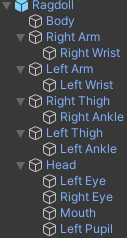 Ragdoll
Body
Right Arm
Right Wrist
Left Arm
Left Wrist
Right Thigh
Right Ankle
Left Thigh
Left Ankle
Head
Left Eye
Right Eye
Mouth
Left Pupil